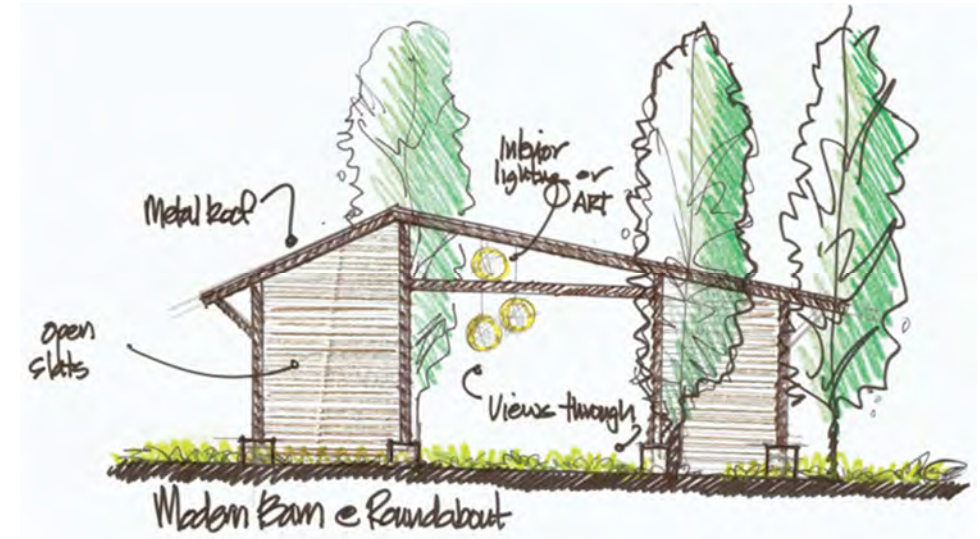 Interior
lighting or
ART
Metal Roof
open
slats
Views through
Modern Barn @ Roundabout